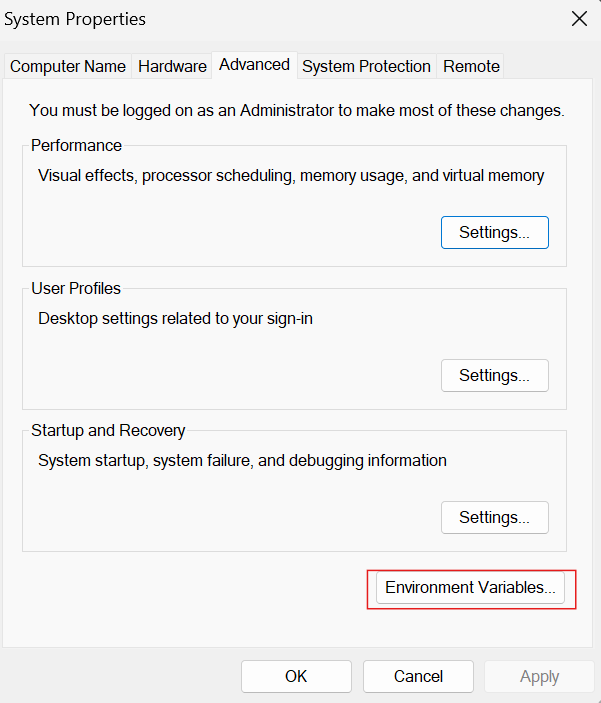 System Properties
Computer Name
Hardware
Advanced
System Protection
Remote
You must be logged on as an Administrator to make most of these changes.
Performance
Visual effects, processor scheduling, memory usage, and virtual memory
Settings...
User Profiles
Desktop settings related to your sign-in
Settings...
Startup and Recovery
System startup, system failure, and debugging information
Settings...
Environment Variables...
OK
Cancel
Apply